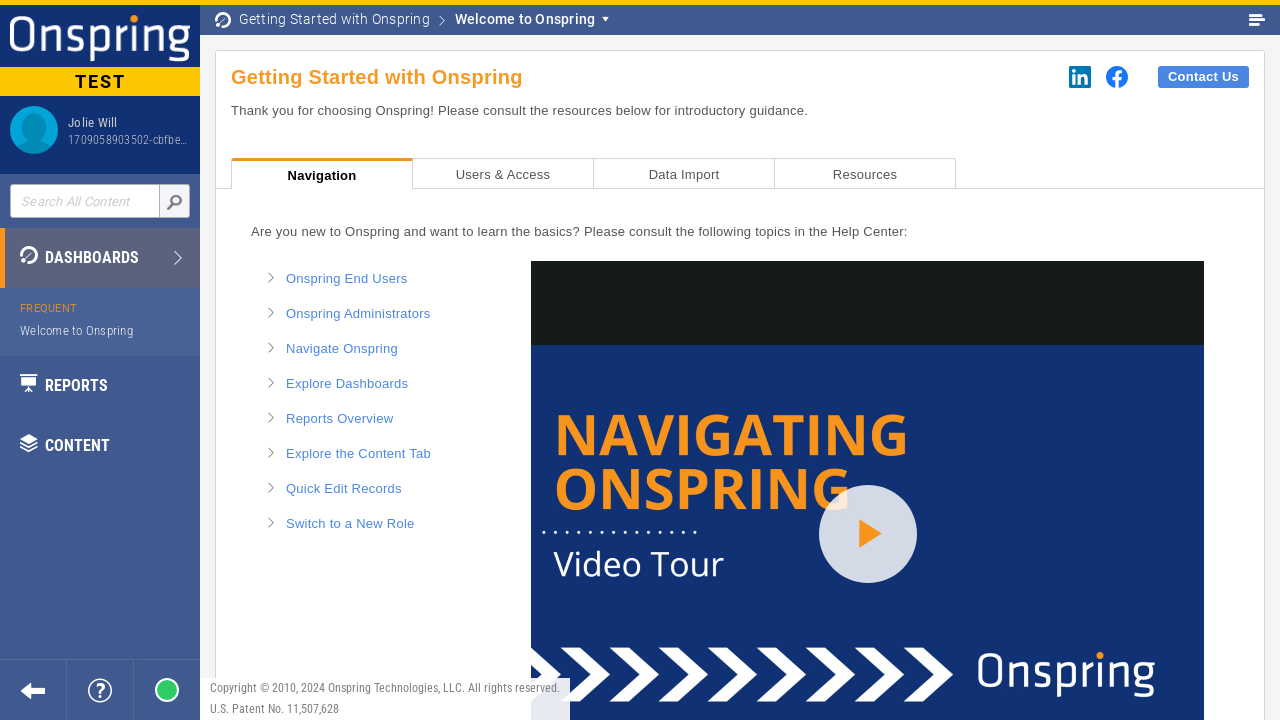 Onspring
TEST
Jolie Will
1709058903502-cbfbe...
Search All Content
DASHBOARDS
FREQUENT
Welcome to Onspring
REPORTS
CONTENT
?
Getting Started with Onspring
Welcome to Onspring
Getting Started with Onspring
Contact Us
Thank you for choosing Onspring! Please consult the resources below for introductory guidance.
Navigation
Users & Access
Data Import
Resources
Are you new to Onspring and want to learn the basics? Please consult the following topics in the Help Center:
Onspring End Users
Onspring Administrators
Navigate Onspring
Explore Dashboards
Reports Overview
Explore the Content Tab
Quick Edit Records
Switch to a New Role
NAVIGATING
ONSPRING
Video Tour
Onspring
Copyright © 2010, 2024 Onspring Technologies, LLC. All rights reserved.
U.S. Patent No. 11,507,628